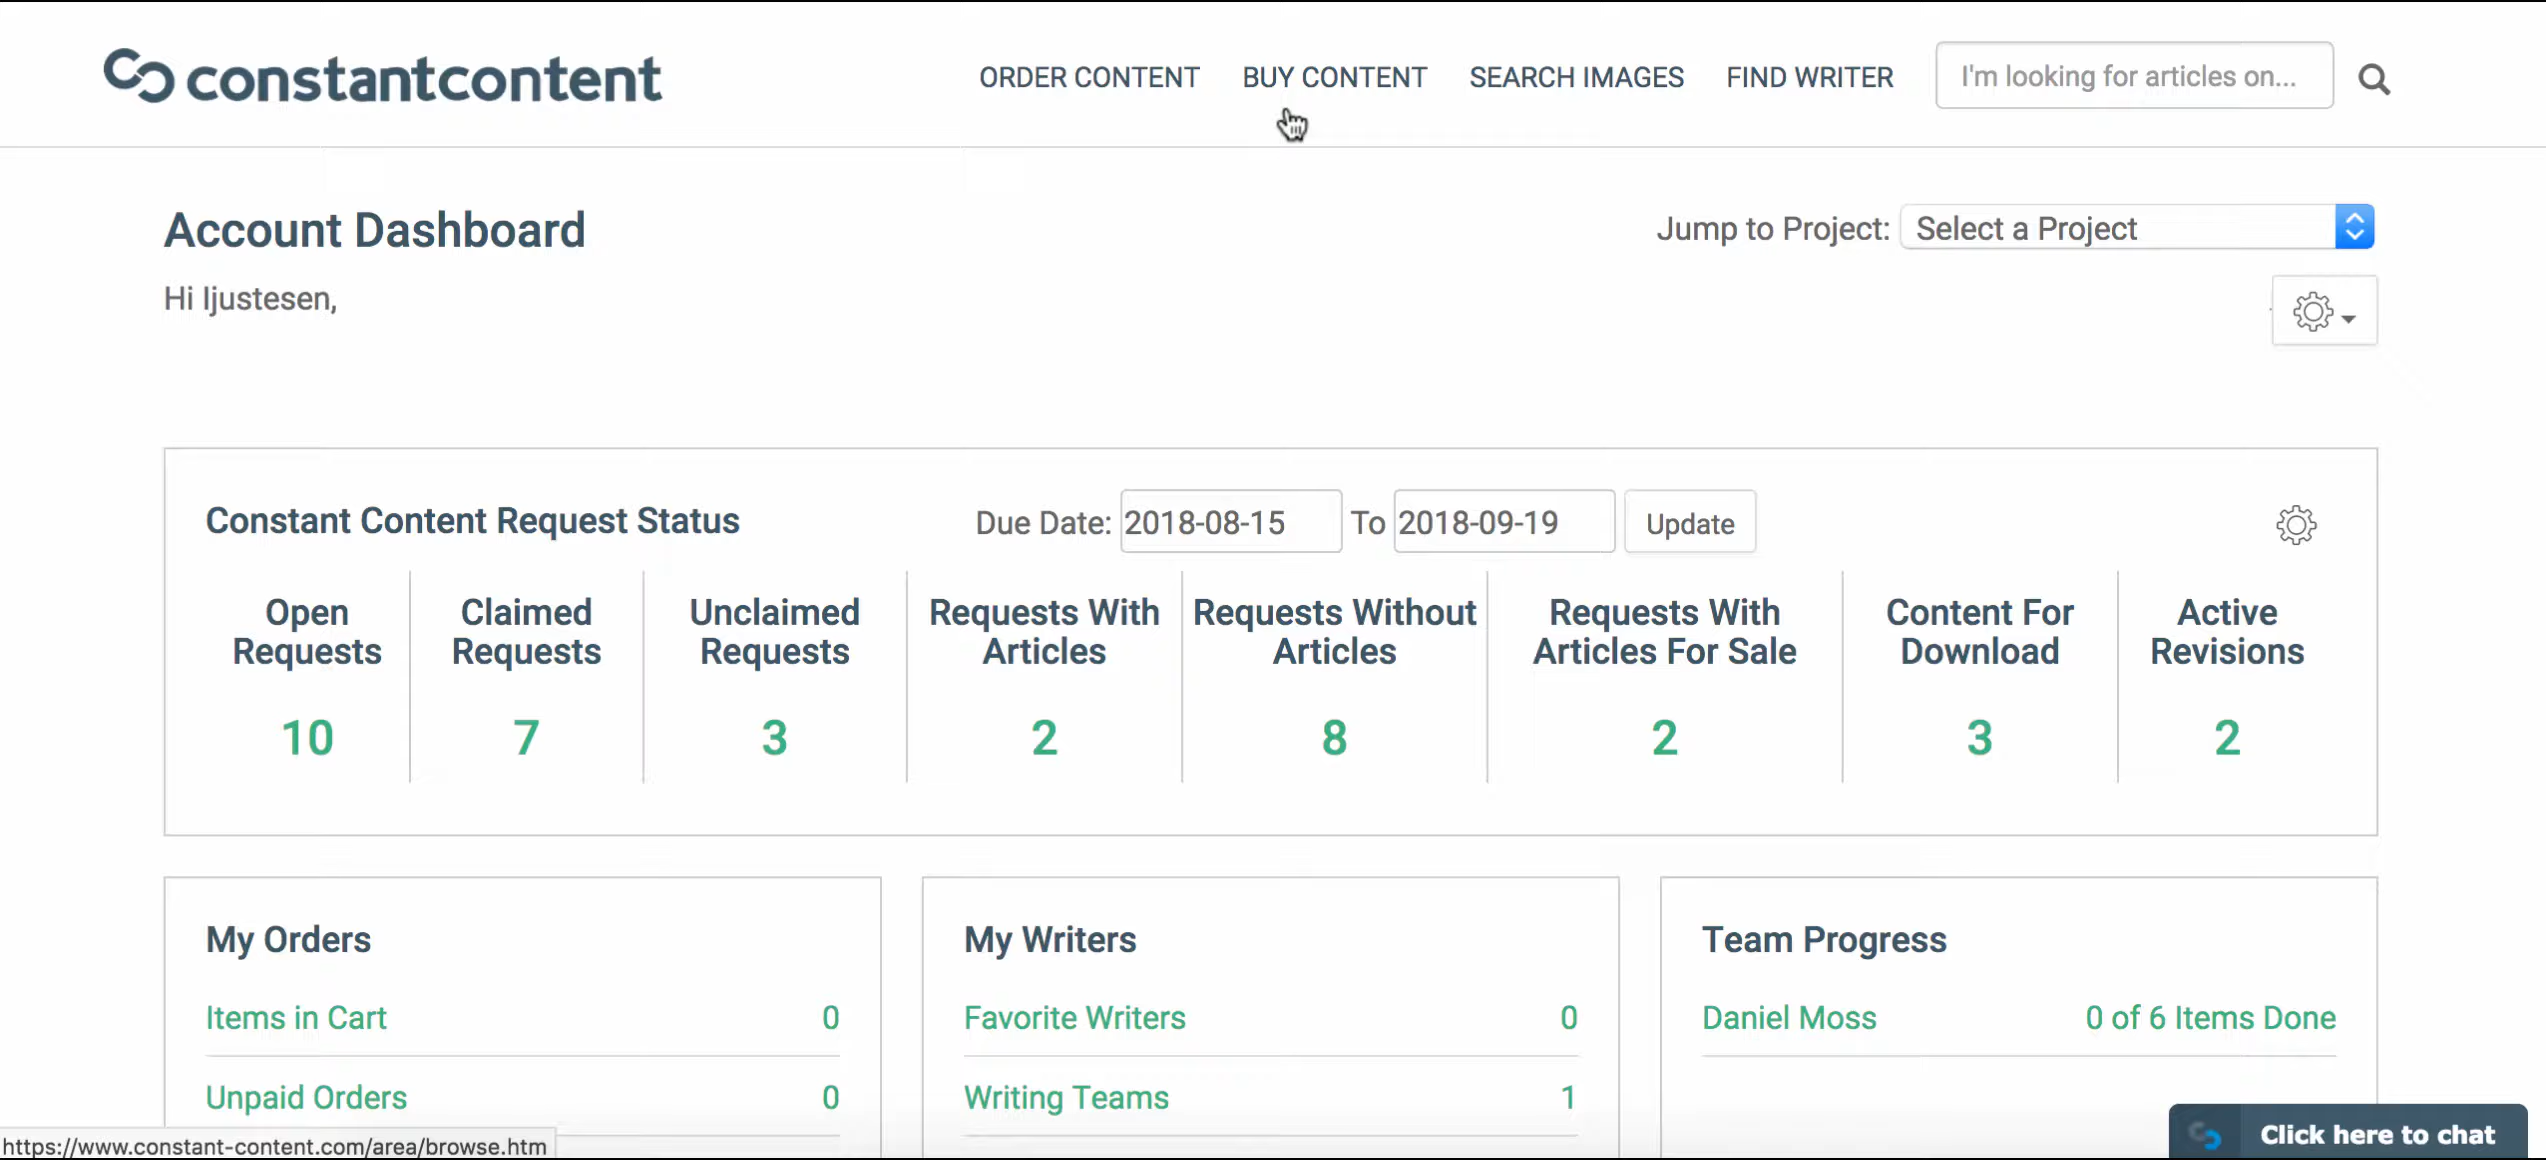 constantcontent
ORDER CONTENT BUY CONTENT SEARCH IMAGES FIND WRITER I'm looking for articles on...
Account Dashboard
Jump to Project: Select a Project
Hi ljustesen,
Constant Content Request Status Due Date: 2018-08-15 To 2018-09-19 Update
Open Requests 10
Claimed Requests 7
Unclaimed Requests 3
Requests With Articles 2
Requests Without Articles 8
Requests With Articles For Sale 2
Content For Download 3
Active Revisions 2
My Orders
Items in Cart 0
Unpaid Orders 0
My Writers
Favorite Writers 0
Writing Teams 1
Team Progress
Daniel Moss 0 of 6 Items Done
Click here to chat
https://www.constant-content.com/area/browse.htm